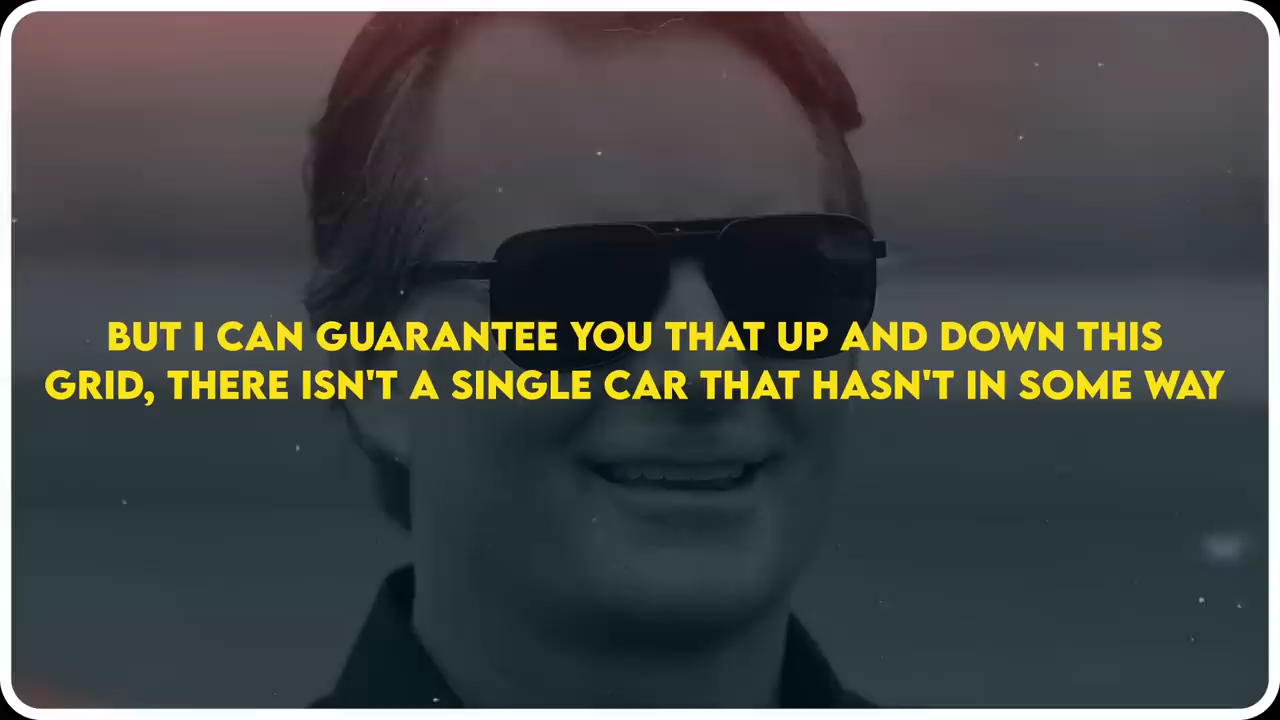 BUT I CAN GUARANTEE YOU THAT UP AND DOWN THIS
GRID, THERE ISN'T A SINGLE CAR THAT HASN'T IN SOME WAY